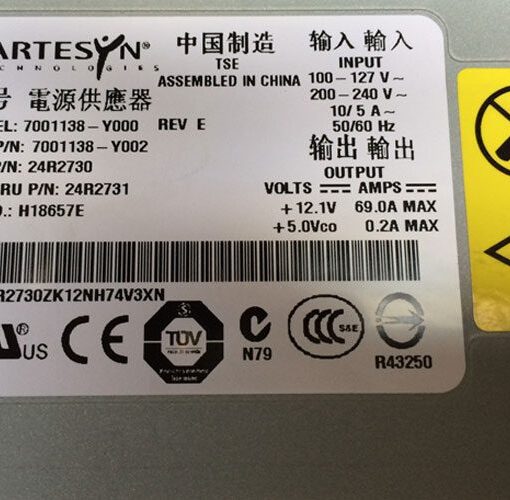 ARTESYN®
TECHNOLOGIES
中国制造
TSE
ASSEMBLED IN CHINA
输入 輸入
INPUT
100-127 V~
200-240 V~
10/5 A~
50/60 Hz
号 電源供應器
EL: 7001138-Y000 REV E
P/N: 7001138-Y002
P/N: 24R2730
RU P/N: 24R2731
O.: H18657E
输出 輸出
OUTPUT
VOLTS AMPS
+12.1V 69.0A MAX
+5.0Vco 0.2A MAX
R2730ZK12NH74V3XN
US
CE
S
TÜV
N79
CCC
S&E
R43250